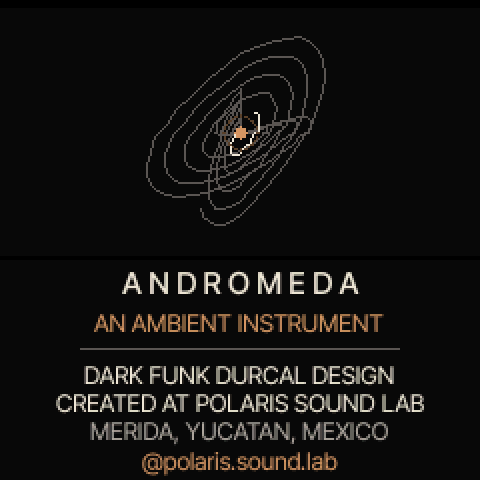 ANDROMEDA
AN AMBIENT INSTRUMENT
DARK FUNK DURCAL DESIGN
CREATED AT POLARIS SOUND LAB
MERIDA, YUCATAN, MEXICO
@polaris.sound.lab